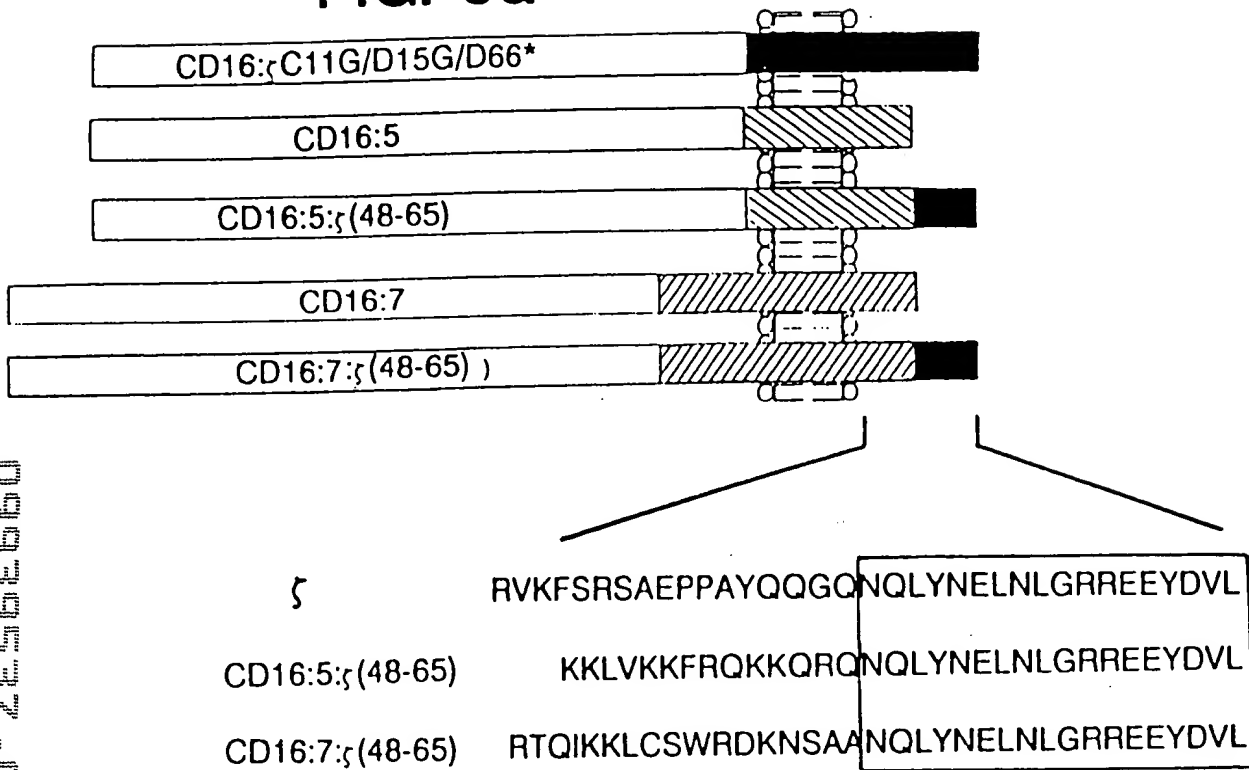 CD16:ζC11G/D15G/D66*
CD16:5
CD16:5:ζ(48-65)
CD16:7
CD16:7:ζ(48-65) )
ζ RVKFSRSAEPPAYQQGQNQLYNELNLGRREEYDVL
CD16:5:ζ(48-65) KKLVKKFRQKKQRQNQLYNELNLGRREEYDVL
CD16:7:ζ(48-65) RTQIKKLCSWRDKNSAANQLYNELNLGRREEYDVL